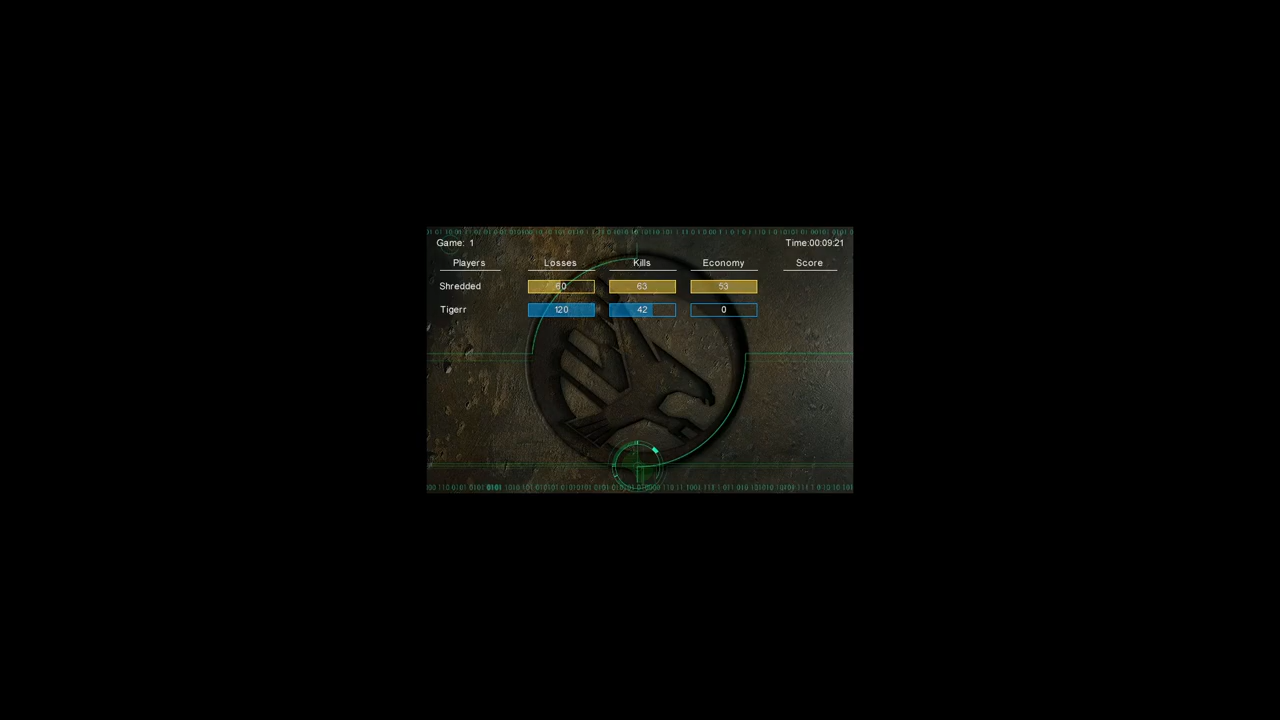 Game: 1 Time:00:09:21
Players Losses Kills Economy Score
Shredded 60 63 53
Tigerr 120 42 0